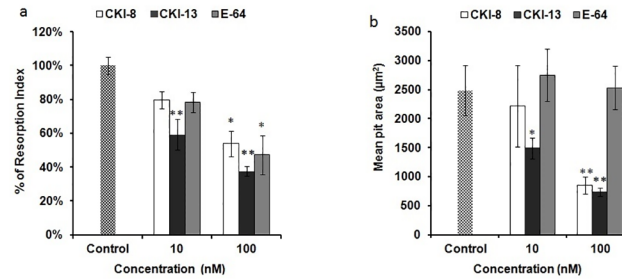 a
CKI-8 CKI-13 E-64
120%
100%
80%
60%
40%
20%
0%
% of Resorption Index
**
*
**
*
Control 10 100
Concentration (nM)
b
CKI-8 CKI-13 E-64
3500
3000
2500
2000
1500
1000
500
0
Mean pit area (µm²)
*
**
**
Control 10 100
Concentration (nM)